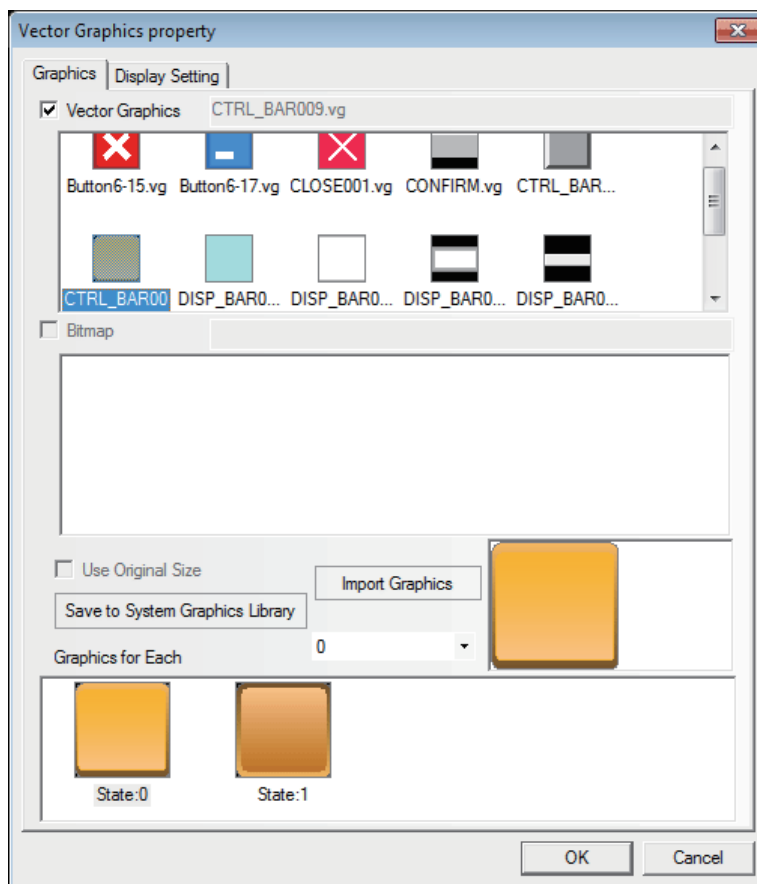 Vector Graphics property
Graphics Display Setting
Vector Graphics CTRL_BAR009.vg
Button6-15.vg Button6-17.vg CLOSE001.vg CONFIRM.vg CTRL_BAR...
CTRL_BAR00 DISP_BAR0... DISP_BAR0... DISP_BAR0... DISP_BAR0...
Bitmap
Use Original Size
Import Graphics
Save to System Graphics Library
0
Graphics for Each
State:0 State:1
OK Cancel